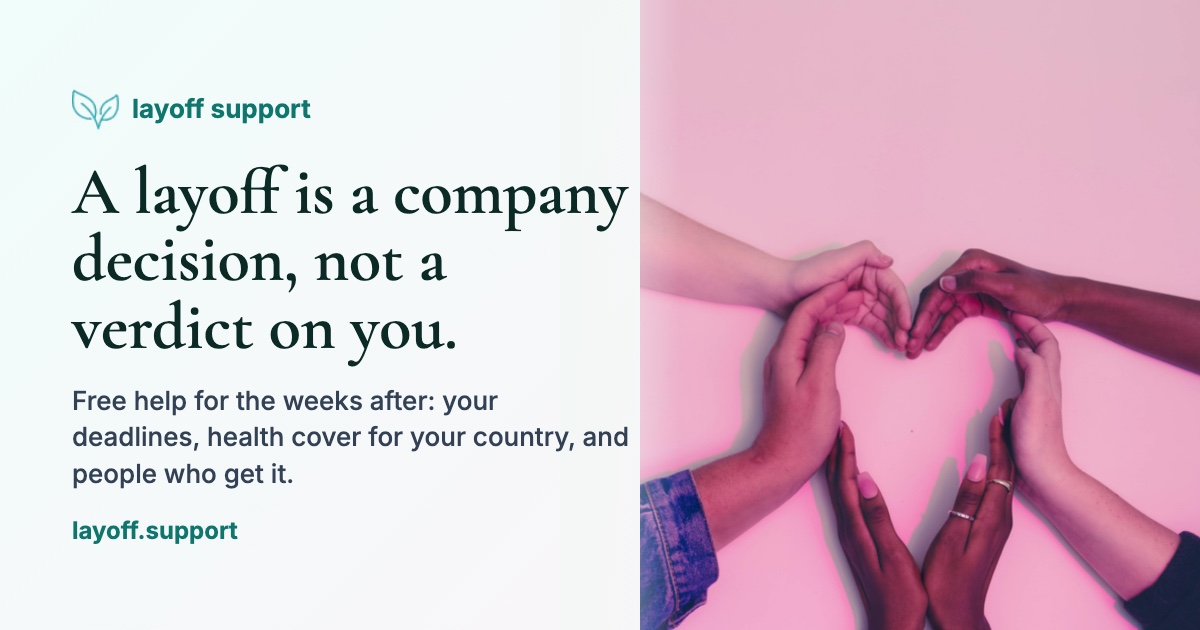 layoff support
A layoff is a company
decision, not a
verdict on you.
Free help for the weeks after: your
deadlines, health cover for your country, and
people who get it.
layoff.support